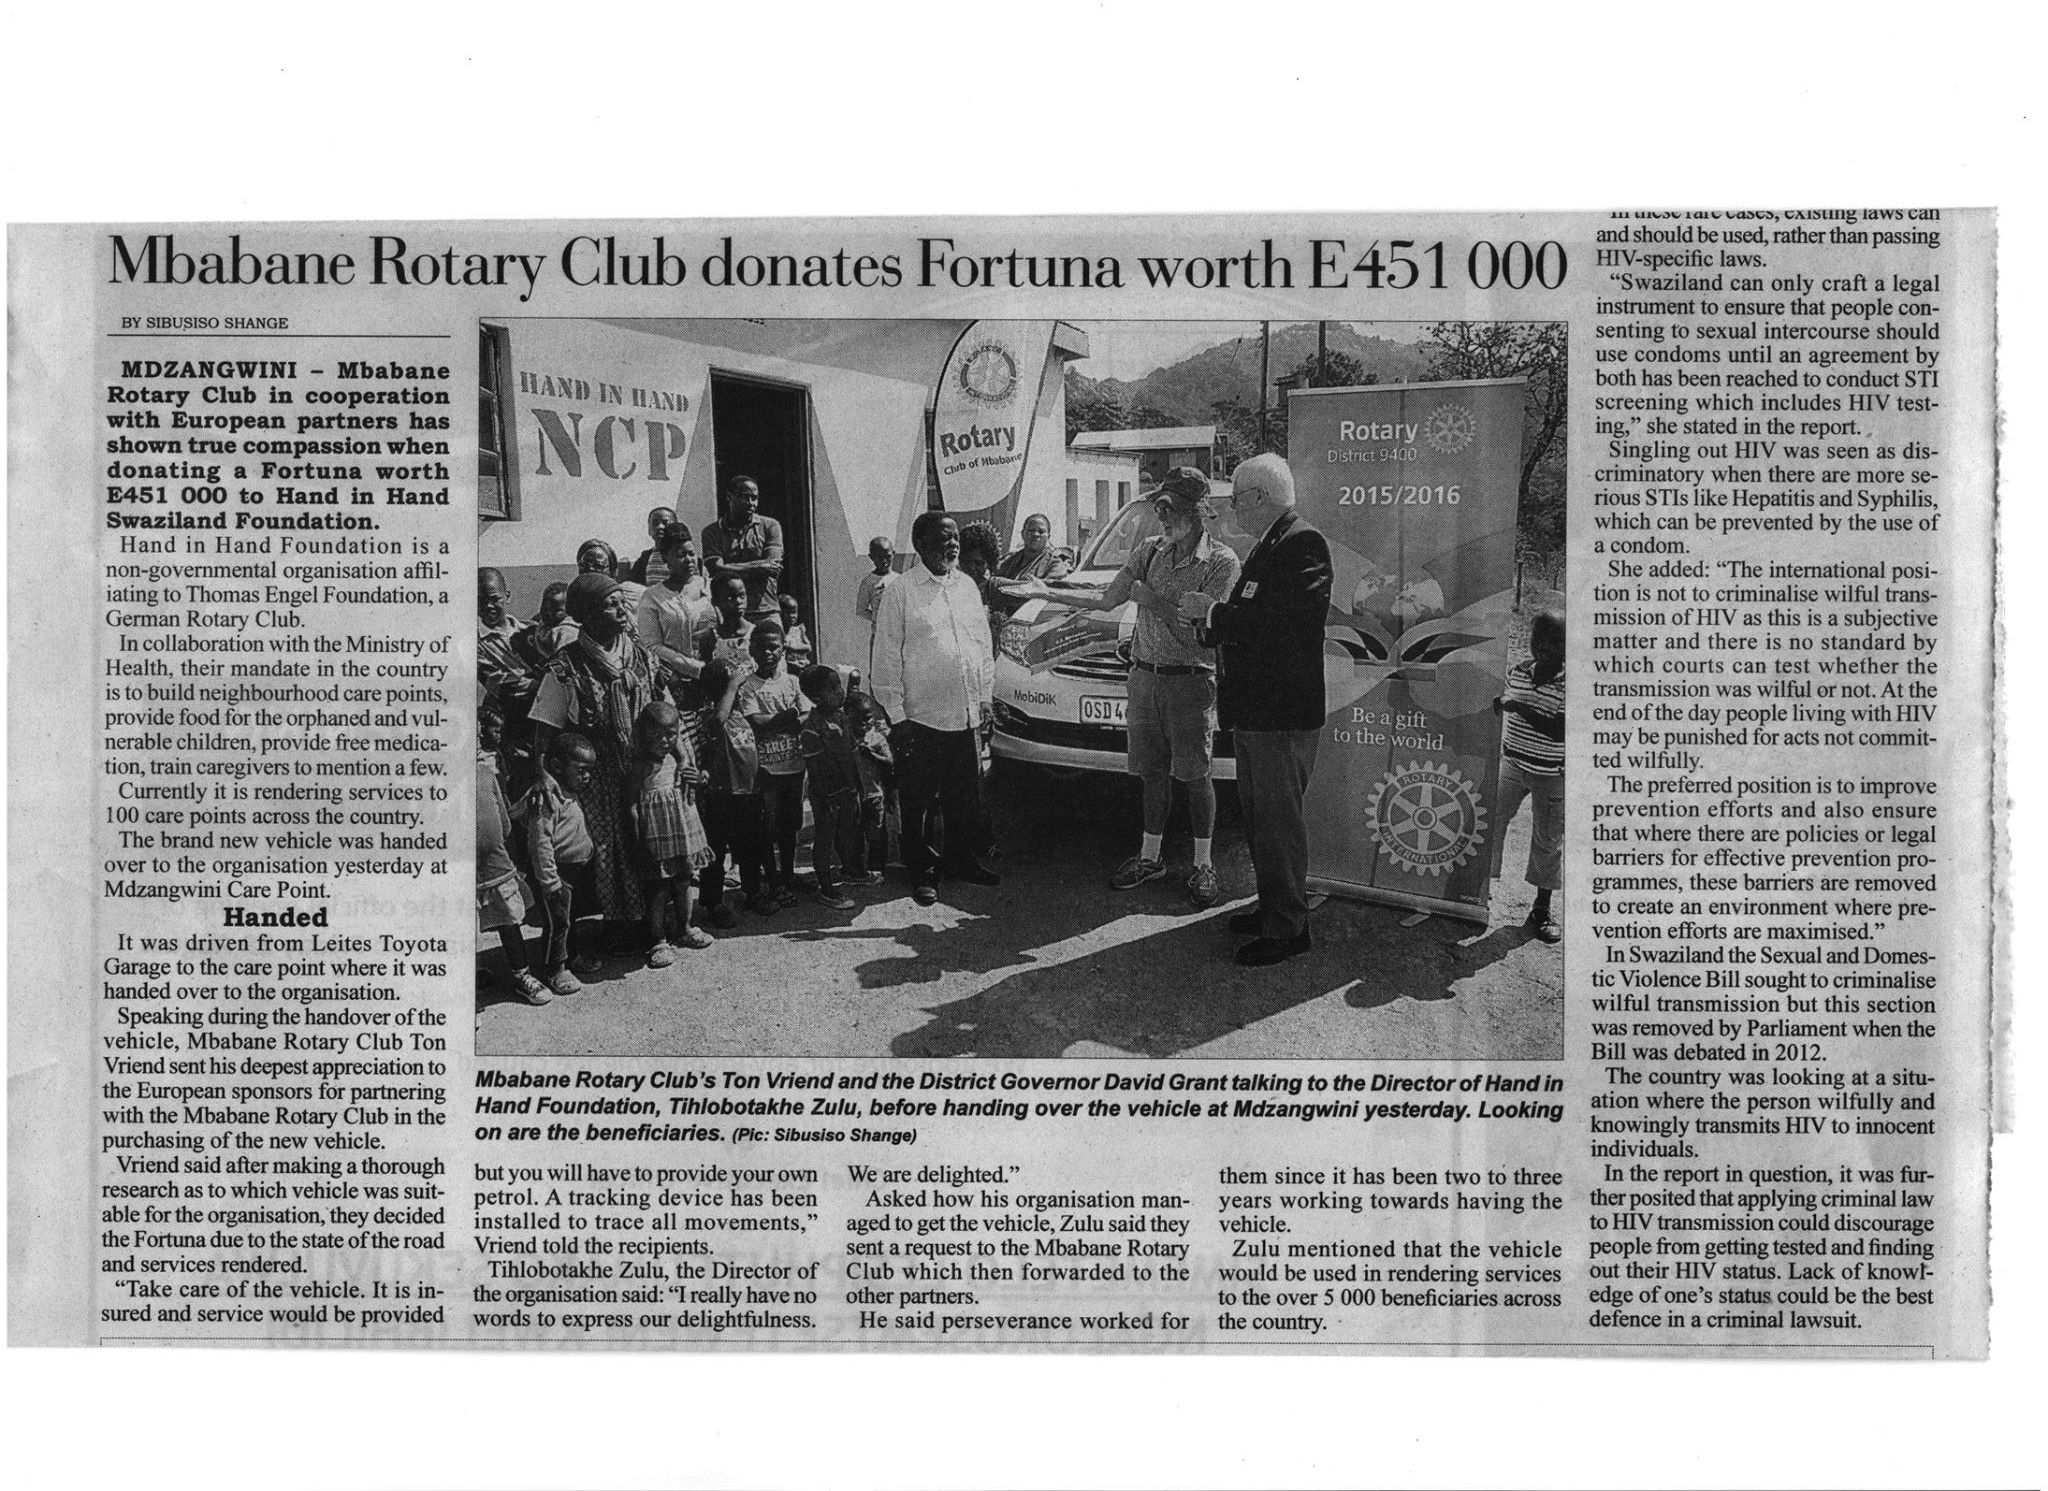 Mbabane Rotary Club donates Fortuna worth E451 000
BY SIBUSISO SHANGE
MDZANGWINI – Mbabane
Rotary Club in cooperation
with European partners has
shown true compassion when
donating a Fortuna worth
E451 000 to Hand in Hand
Swaziland Foundation.
Hand in Hand Foundation is a
non-governmental organisation affil-
iating to Thomas Engel Foundation, a
German Rotary Club.
In collaboration with the Ministry of
Health, their mandate in the country
is to build neighbourhood care points,
provide food for the orphaned and vul-
nerable children, provide free medica-
tion, train caregivers to mention a few.
Currently it is rendering services to
100 care points across the country.
The brand new vehicle was handed
over to the organisation yesterday at
Mdzangwini Care Point.
Handed
It was driven from Leites Toyota
Garage to the care point where it was
handed over to the organisation.
Speaking during the handover of the
vehicle, Mbabane Rotary Club Ton
Vriend sent his deepest appreciation to
the European sponsors for partnering
with the Mbabane Rotary Club in the
purchasing of the new vehicle.
Vriend said after making a thorough
research as to which vehicle was suit-
able for the organisation, they decided
the Fortuna due to the state of the road
and services rendered.
“Take care of the vehicle. It is in-
sured and service would be provided
HAND IN HAND
NCP
Rotary
Club of Mbabane
MobiDiK
OSD 4
Rotary
District 9400
2015/2016
Be a gift
to the world
ROTARY
INTERNATIONAL
Mbabane Rotary Club's Ton Vriend and the District Governor David Grant talking to the Director of Hand in
Hand Foundation, Tihlobotakhe Zulu, before handing over the vehicle at Mdzangwini yesterday. Looking
on are the beneficiaries. (Pic: Sibusiso Shange)
but you will have to provide your own
petrol. A tracking device has been
installed to trace all movements,”
Vriend told the recipients.
Tihlobotakhe Zulu, the Director of
the organisation said: “I really have no
words to express our delightfulness.
We are delighted.”
Asked how his organisation man-
aged to get the vehicle, Zulu said they
sent a request to the Mbabane Rotary
Club which then forwarded to the
other partners.
He said perseverance worked for
them since it has been two to three
years working towards having the
vehicle.
Zulu mentioned that the vehicle
would be used in rendering services
to the over 5 000 beneficiaries across
the country.
In these rare cases, existing laws can
and should be used, rather than passing
HIV-specific laws.
“Swaziland can only craft a legal
instrument to ensure that people con-
senting to sexual intercourse should
use condoms until an agreement by
both has been reached to conduct STI
screening which includes HIV test-
ing,” she stated in the report.
Singling out HIV was seen as dis-
criminatory when there are more se-
rious STIs like Hepatitis and Syphilis,
which can be prevented by the use of
a condom.
She added: “The international posi-
tion is not to criminalise wilful trans-
mission of HIV as this is a subjective
matter and there is no standard by
which courts can test whether the
transmission was wilful or not. At the
end of the day people living with HIV
may be punished for acts not commit-
ted wilfully.
The preferred position is to improve
prevention efforts and also ensure
that where there are policies or legal
barriers for effective prevention pro-
grammes, these barriers are removed
to create an environment where pre-
vention efforts are maximised.”
In Swaziland the Sexual and Domes-
tic Violence Bill sought to criminalise
wilful transmission but this section
was removed by Parliament when the
Bill was debated in 2012.
The country was looking at a situ-
ation where the person wilfully and
knowingly transmits HIV to innocent
individuals.
In the report in question, it was fur-
ther posited that applying criminal law
to HIV transmission could discourage
people from getting tested and finding
out their HIV status. Lack of knowl-
edge of one's status could be the best
defence in a criminal lawsuit.